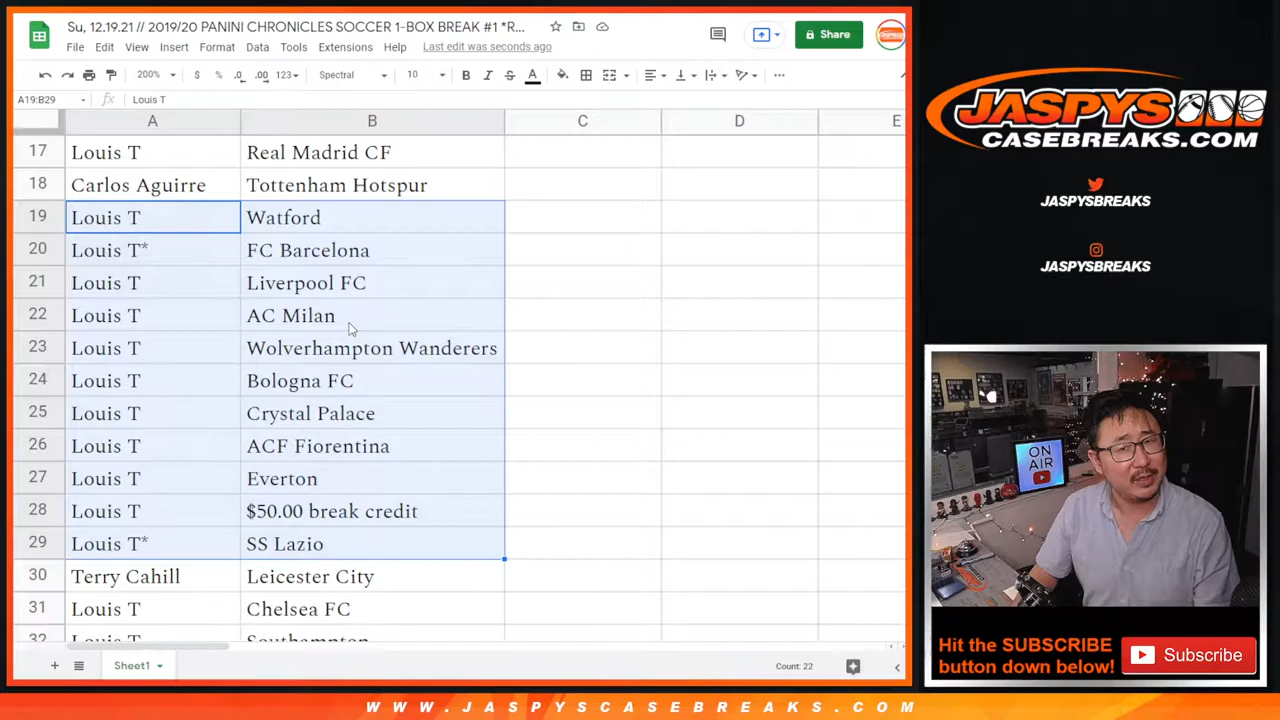 Su, 12.19.21 // 2019/20 PANINI CHRONICLES SOCCER 1-BOX BREAK #1 *R...
File Edit View Insert Format Data Tools Extensions Help Last edit was seconds ago
Share
200% $ % .0 .00 123 Spectral 10 B I S A
A19:B29 fx Louis T
A B C D E
17 Louis T Real Madrid CF
18 Carlos Aguirre Tottenham Hotspur
19 Louis T Watford
20 Louis T* FC Barcelona
21 Louis T Liverpool FC
22 Louis T AC Milan
23 Louis T Wolverhampton Wanderers
24 Louis T Bologna FC
25 Louis T Crystal Palace
26 Louis T ACF Fiorentina
27 Louis T Everton
28 Louis T $50.00 break credit
29 Louis T* SS Lazio
30 Terry Cahill Leicester City
31 Louis T Chelsea FC
32 Louis T Southampton
Sheet1
Count: 22
JASPYS
CASEBREAKS.COM
JASPYSBREAKS
JASPYSBREAKS
ON
AIR
Hit the SUBSCRIBE
button down below!
Subscribe
WWW.JASPYSCASEBREAKS.COM